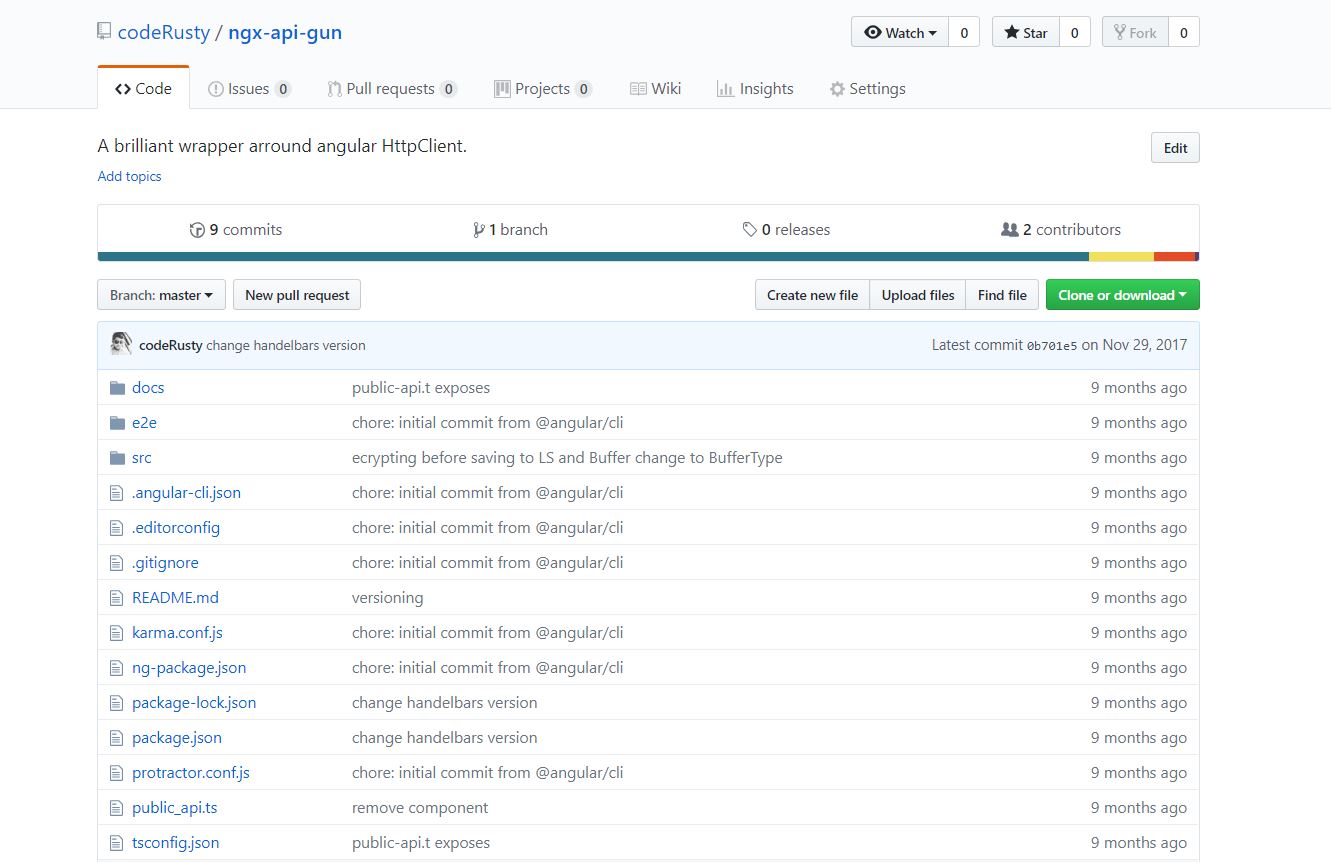 codeRusty / ngx-api-gun
Watch 0 Star 0 Fork 0
Code Issues 0 Pull requests 0 Projects 0 Wiki Insights Settings
A brilliant wrapper arround angular HttpClient. Edit
Add topics
9 commits 1 branch 0 releases 2 contributors
Branch: master New pull request Create new file Upload files Find file Clone or download
codeRusty change handelbars version Latest commit 0b701e5 on Nov 29, 2017
docs public-api.t exposes 9 months ago
e2e chore: initial commit from @angular/cli 9 months ago
src ecrypting before saving to LS and Buffer change to BufferType 9 months ago
.angular-cli.json chore: initial commit from @angular/cli 9 months ago
.editorconfig chore: initial commit from @angular/cli 9 months ago
.gitignore chore: initial commit from @angular/cli 9 months ago
README.md versioning 9 months ago
karma.conf.js chore: initial commit from @angular/cli 9 months ago
ng-package.json chore: initial commit from @angular/cli 9 months ago
package-lock.json change handelbars version 9 months ago
package.json change handelbars version 9 months ago
protractor.conf.js chore: initial commit from @angular/cli 9 months ago
public_api.ts remove component 9 months ago
tsconfig.json public-api.t exposes 9 months ago